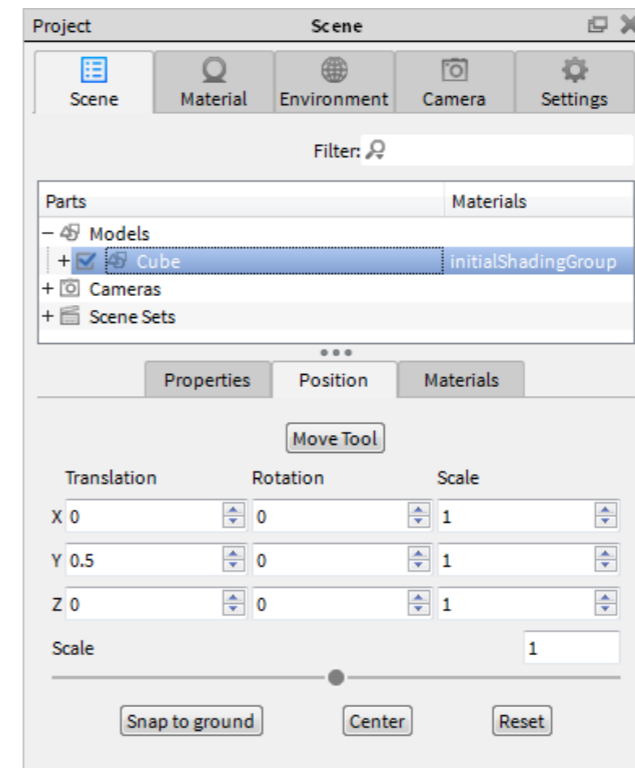 Project Scene
Scene Material Environment Camera Settings
Filter:
Parts Materials
Models
Cube initialShadingGroup
Cameras
Scene Sets
Properties Position Materials
Move Tool
Translation Rotation Scale
X 0 0 1
Y 0.5 0 1
Z 0 0 1
Scale 1
Snap to ground Center Reset